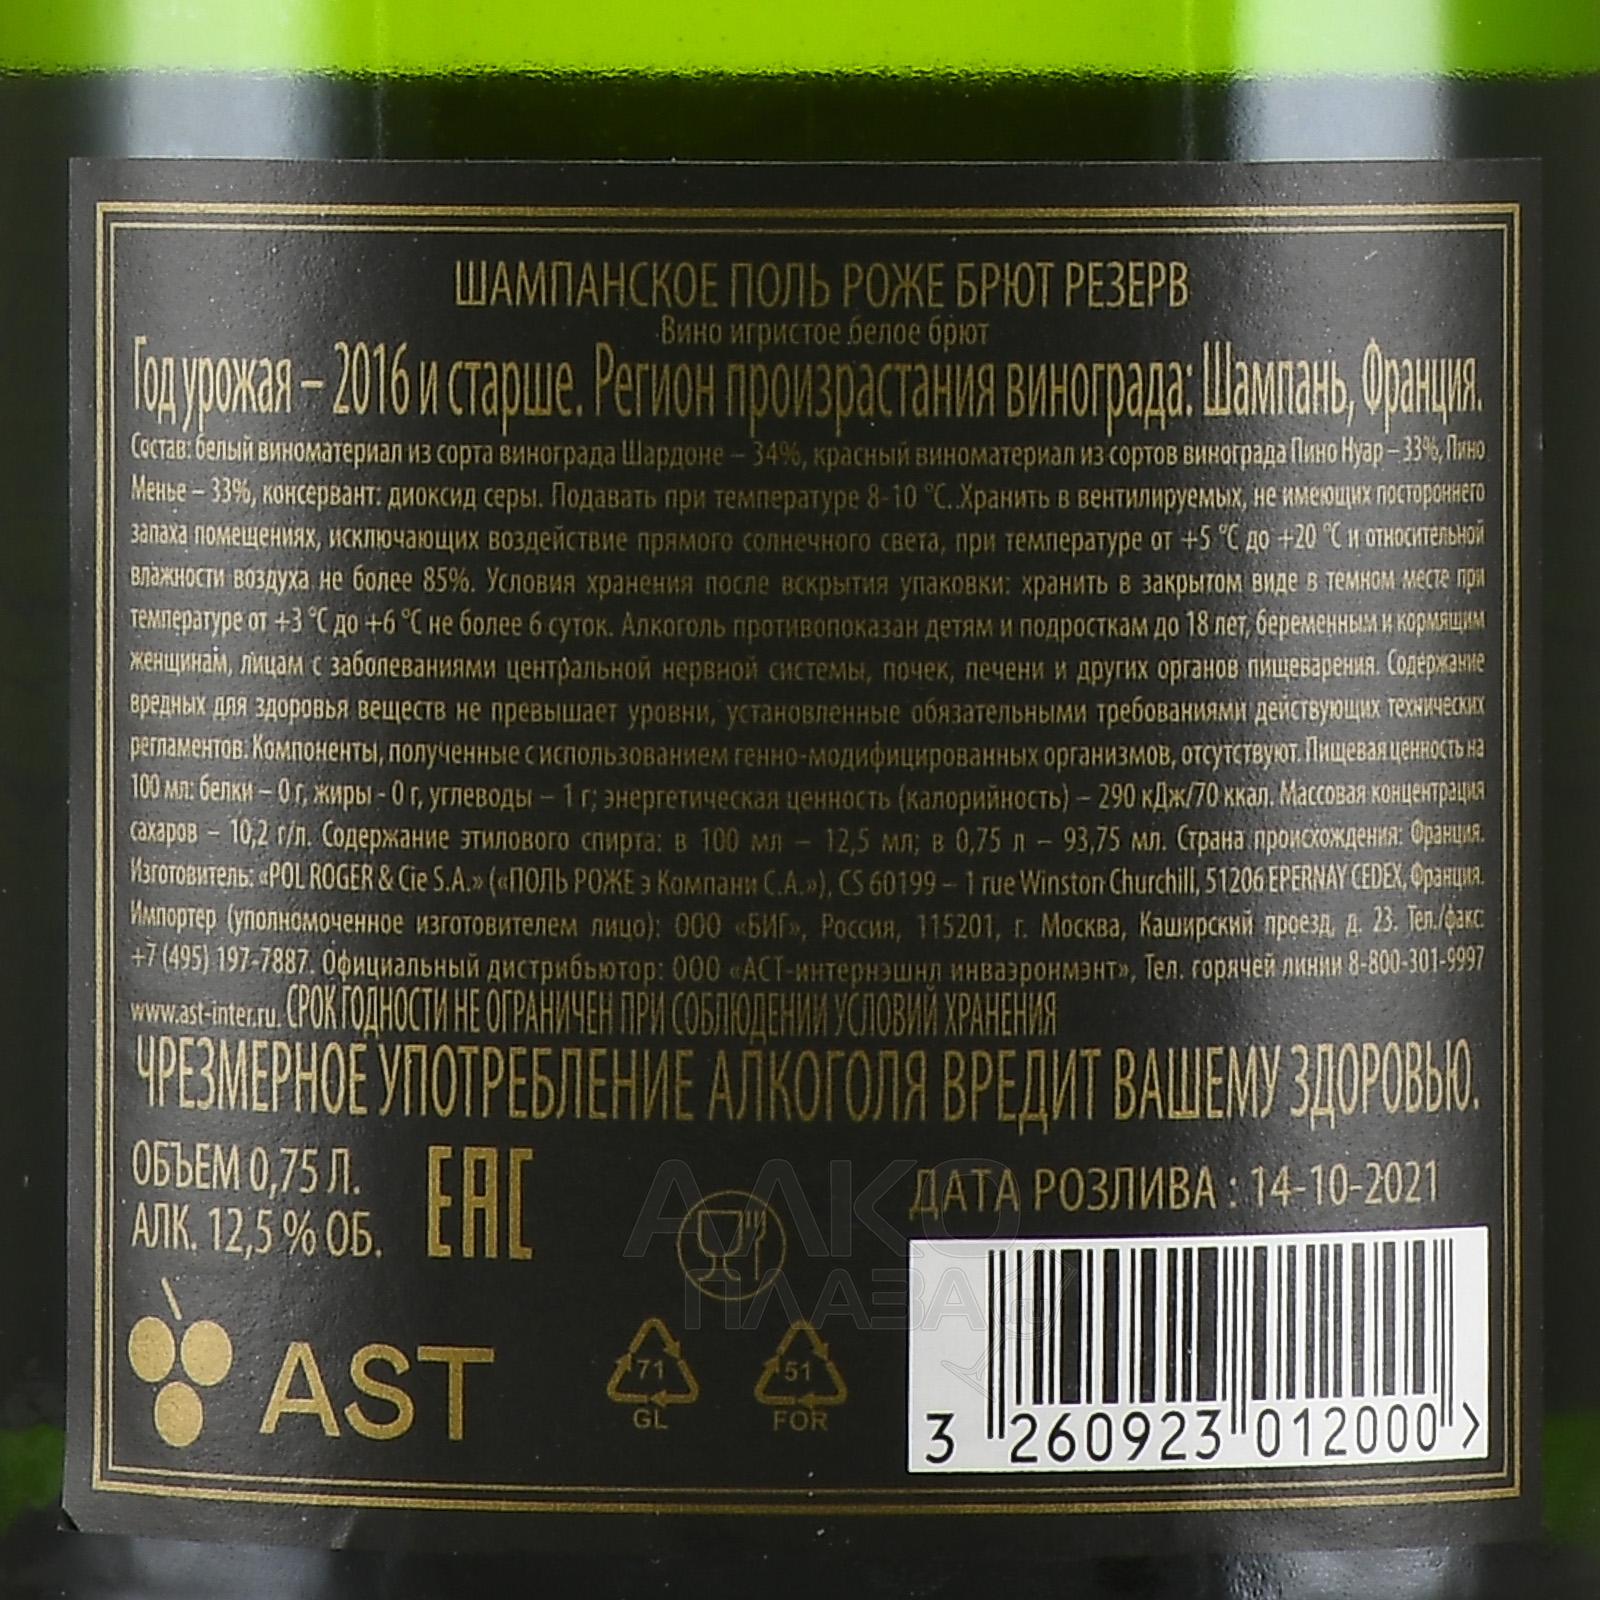 ШАМПАНСКОЕ ПОЛЬ РОЖЕ БРЮТ РЕЗЕРВ
Вино игристое белое брют
Год урожая – 2016 и старше. Регион произрастания винограда: Шампань, Франция.
Состав: белый виноматериал из сорта винограда Шардоне – 34%, красный виноматериал из сортов винограда Пино Нуар – 33%, Пино
Менье – 33%, консервант: диоксид серы. Подавать при температуре 8-10 °С..Хранить в вентилируемых, не имеющих постороннего
запаха помещениях, исключающих воздействие прямого солнечного света, при температуре от +5 °С до +20 °С и относительной
влажности воздуха не более 85%. Условия хранения после вскрытия упаковки: хранить в закрытом виде в темном месте при
температуре от +3 °С до +6 °С не более 6 суток. Алкоголь противопоказан детям и подросткам до 18 лет, беременным и кормящим
женщинам, лицам с заболеваниями центральной нервной системы, почек, печени и других органов пищеварения. Содержание
вредных для здоровья веществ не превышает уровни, установленные обязательными требованиями действующих технических
регламентов. Компоненты, полученные с использованием генно-модифицированных организмов, отсутствуют. Пищевая ценность на
100 мл: белки – 0 г, жиры - 0 г, углеводы – 1 г; энергетическая ценность (калорийность) – 290 кДж/70 ккал. Массовая концентрация
сахаров – 10,2 г/л. Содержание этилового спирта: в 100 мл – 12,5 мл; в 0,75 л – 93,75 мл. Страна происхождения: Франция.
Изготовитель: «POL ROGER & Cie S.A.» («ПОЛЬ РОЖЕ э Компани С.А.»), CS 60199 – 1 rue Winston Churchill, 51206 EPERNAY CEDEX, Франция.
Импортер (уполномоченное изготовителем лицо): ООО «БИГ», Россия, 115201, г. Москва, Каширский проезд, д. 23. Тел./факс:
+7 (495) 197-7887. Официальный дистрибьютор: ООО «АСТ-интернэшнл инваэронмэнт», Тел. горячей линии 8-800-301-9997
www.ast-inter.ru. СРОК ГОДНОСТИ НЕ ОГРАНИЧЕН ПРИ СОБЛЮДЕНИИ УСЛОВИЙ ХРАНЕНИЯ
ЧРЕЗМЕРНОЕ УПОТРЕБЛЕНИЕ АЛКОГОЛЯ ВРЕДИТ ВАШЕМУ ЗДОРОВЬЮ.
ОБЪЕМ 0,75 Л.
АЛК. 12,5 % ОБ.
EAC
ДАТА РОЗЛИВА : 14-10-2021
АЛКО
ПЛАЗА.ру
AST
71
GL
51
FOR
3 260923 012000 >